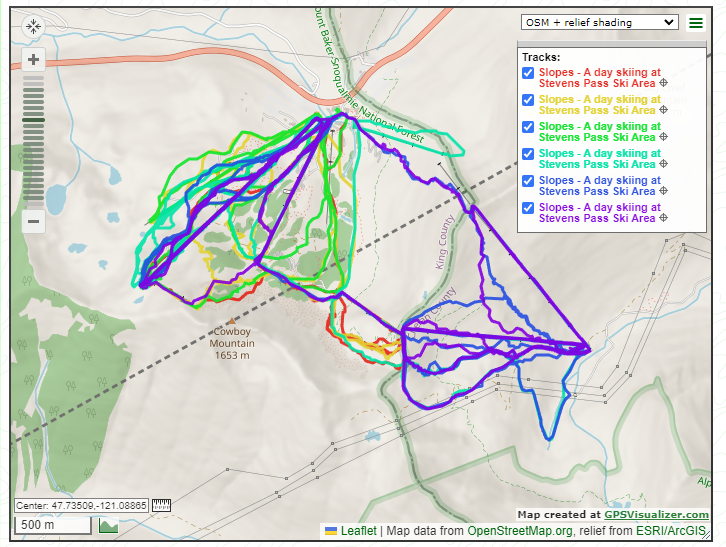 OSM + relief shading
Tracks:
Slopes - A day skiing at
Stevens Pass Ski Area
Slopes - A day skiing at
Stevens Pass Ski Area
Slopes - A day skiing at
Stevens Pass Ski Area
Slopes - A day skiing at
Stevens Pass Ski Area
Slopes - A day skiing at
Stevens Pass Ski Area
Slopes - A day skiing at
Stevens Pass Ski Area
ount Baker Snoqualmie National Forest
King County
County
Cowboy
Mountain
1653 m
Alp
Center: 47.73509,-121.08865
500 m
Map created at GPSVisualizer.com
Leaflet | Map data from OpenStreetMap.org, relief from ESRI/ArcGIS